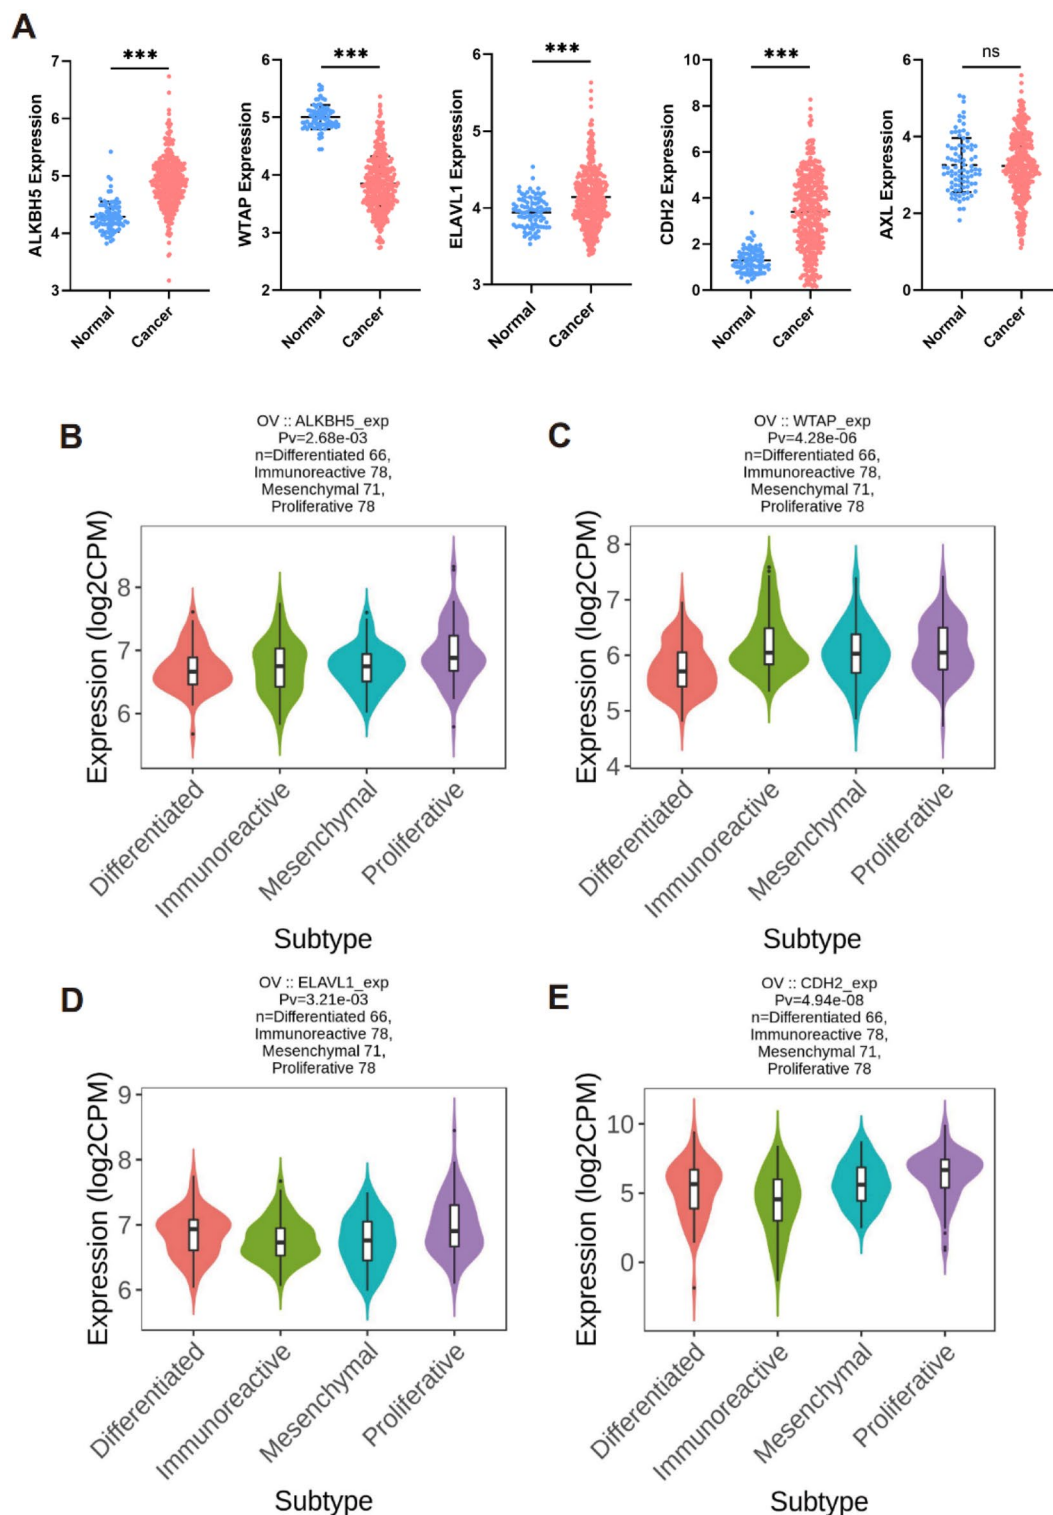 A
***
7
6
5
4
3
ALKBH5 Expression
Normal
Cancer
***
6
5
4
3
2
WTAP Expression
Normal
Cancer
***
6
5
4
3
ELAVL1 Expression
Normal
Cancer
***
10
8
6
4
2
0
CDH2 Expression
Normal
Cancer
ns
6
4
2
0
AXL Expression
Normal
Cancer
B
OV :: ALKBH5_exp
Pv=2.68e-03
n=Differentiated 66,
Immunoreactive 78,
Mesenchymal 71,
Proliferative 78
Expression (log2CPM)
8
7
6
Differentiated
Immunoreactive
Mesenchymal
Proliferative
Subtype
C
OV :: WTAP_exp
Pv=4.28e-06
n=Differentiated 66,
Immunoreactive 78,
Mesenchymal 71,
Proliferative 78
Expression (log2CPM)
8
7
6
5
4
Differentiated
Immunoreactive
Mesenchymal
Proliferative
Subtype
D
OV :: ELAVL1_exp
Pv=3.21e-03
n=Differentiated 66,
Immunoreactive 78,
Mesenchymal 71,
Proliferative 78
Expression (log2CPM)
9
8
7
6
Differentiated
Immunoreactive
Mesenchymal
Proliferative
Subtype
E
OV :: CDH2_exp
Pv=4.94e-08
n=Differentiated 66,
Immunoreactive 78,
Mesenchymal 71,
Proliferative 78
Expression (log2CPM)
10
5
0
Differentiated
Immunoreactive
Mesenchymal
Proliferative
Subtype